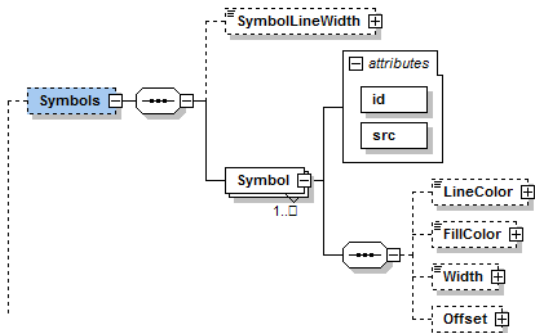 SymbolLineWidth
attributes
Symbols
id
src
Symbol
1..□
LineColor
FillColor
Width
Offset